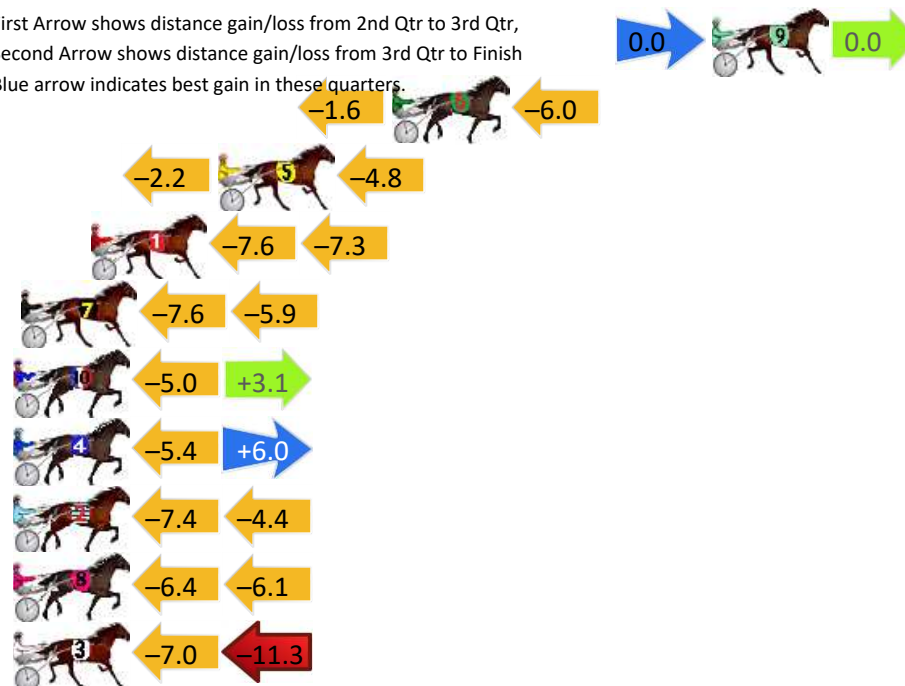 First Arrow shows distance gain/loss from 2nd Qtr to 3rd Qtr,
Second Arrow shows distance gain/loss from 3rd Qtr to Finish
Blue arrow indicates best gain in these quarters.
0.0 9 0.0
–1.6 6 –6.0
–2.2 5 –4.8
1 –7.6 –7.3
7 –7.6 –5.9
10 –5.0 +3.1
4 –5.4 +6.0
2 –7.4 –4.4
8 –6.4 –6.1
3 –7.0 –11.3